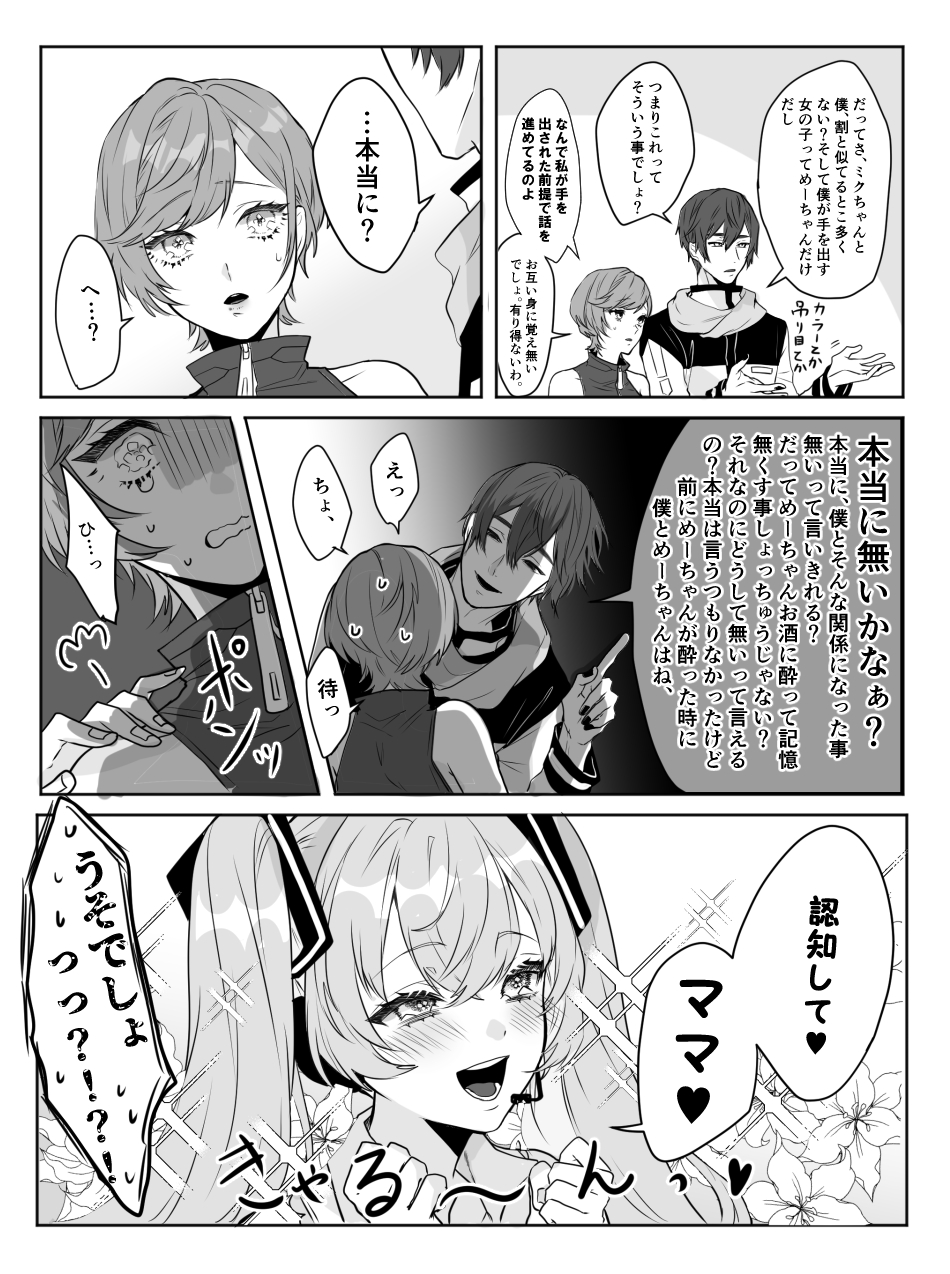 だってさ、ミクちゃんと
僕、割と似てるとこ多く
ない?そして僕が手を出す
女の子ってめーちゃんだけ
だし
つまりこれって
そういう事でしょ?
カラーとか
吊り目とか
なんで私が手を
出された前提で話を
進めてるのよ
お互い身に覚え無い
でしょ。有り得ないわ。
…本当に?
へ…?
本当に無いかなぁ?
本当に、僕とそんな関係になった事
無いって言いきれる?
だってめーちゃんお酒に酔って記憶
無くす事しょっちゅうじゃない?
それなのにどうして無いって言える
の?本当は言うつもりなかったけど
前にめーちゃんが酔った時に
僕とめーちゃんはね、
えっ
ちょ、
待っ
ひ…っ
ポンッ
認知して♥
ママ♥
うそでしょ
っっ?!?!
きゃる〜んっ♥